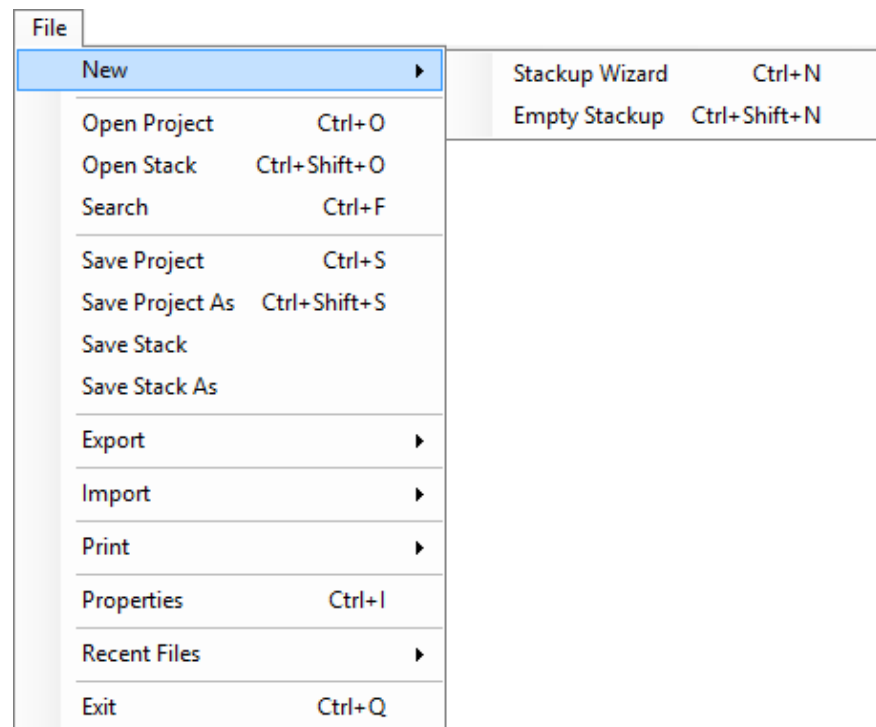 File
New
Stackup Wizard Ctrl+N
Empty Stackup Ctrl+Shift+N
Open Project Ctrl+O
Open Stack Ctrl+Shift+O
Search Ctrl+F
Save Project Ctrl+S
Save Project As Ctrl+Shift+S
Save Stack
Save Stack As
Export
Import
Print
Properties Ctrl+I
Recent Files
Exit Ctrl+Q